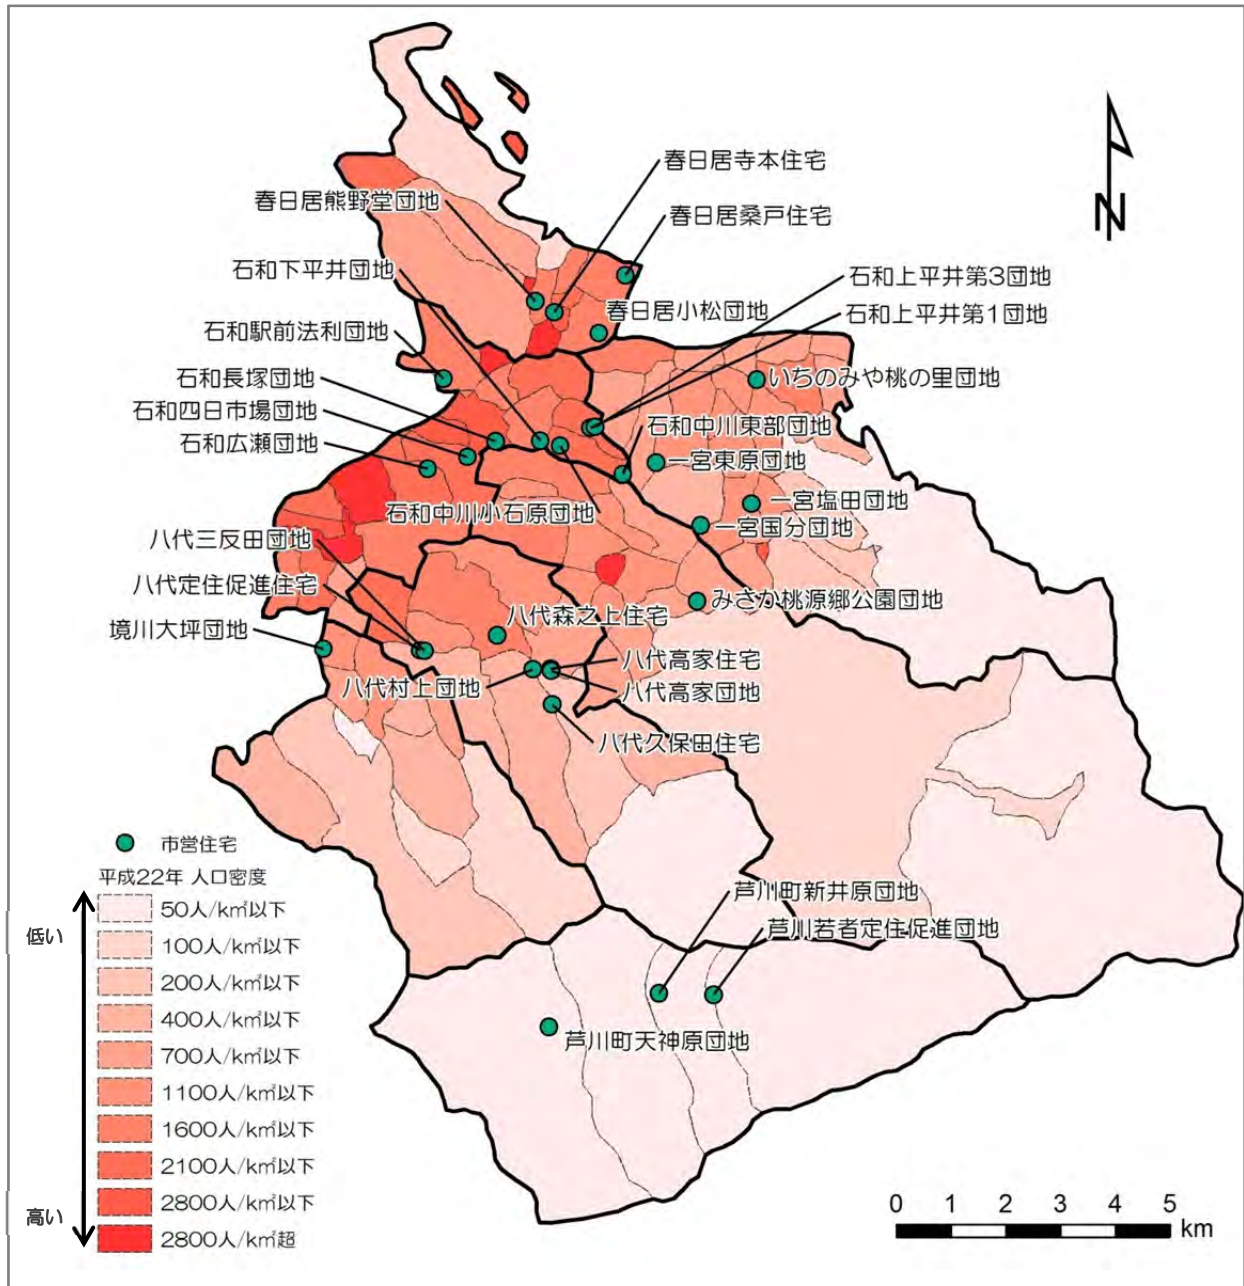 春日居寺本住宅
春日居熊野堂団地
春日居桑戸住宅
石和下平井団地
石和上平井第3団地
春日居小松団地
石和上平井第1団地
石和駅前法利団地
石和長塚団地
いちのみや桃の里団地
石和四日市場団地
石和中川東部団地
石和広瀬団地
一宮東原団地
一宮塩田団地
石和中川小石原団地
一宮国分団地
八代三反田団地
八代定住促進住宅
みさか桃源郷公園団地
八代森之上住宅
境川大坪団地
八代高家住宅
八代村上団地
八代高家団地
八代久保田住宅
市営住宅
平成22年 人口密度
芦川町新井原団地
50人/k㎡以下
芦川若者定住促進団地
低い
100人/k㎡以下
200人/k㎡以下
400人/k㎡以下
芦川町天神原団地
700人/k㎡以下
1100人/k㎡以下
1600人/k㎡以下
2100人/k㎡以下
2800人/k㎡以下
高い
2800人/k㎡超
N
0 1 2 3 4 5
km